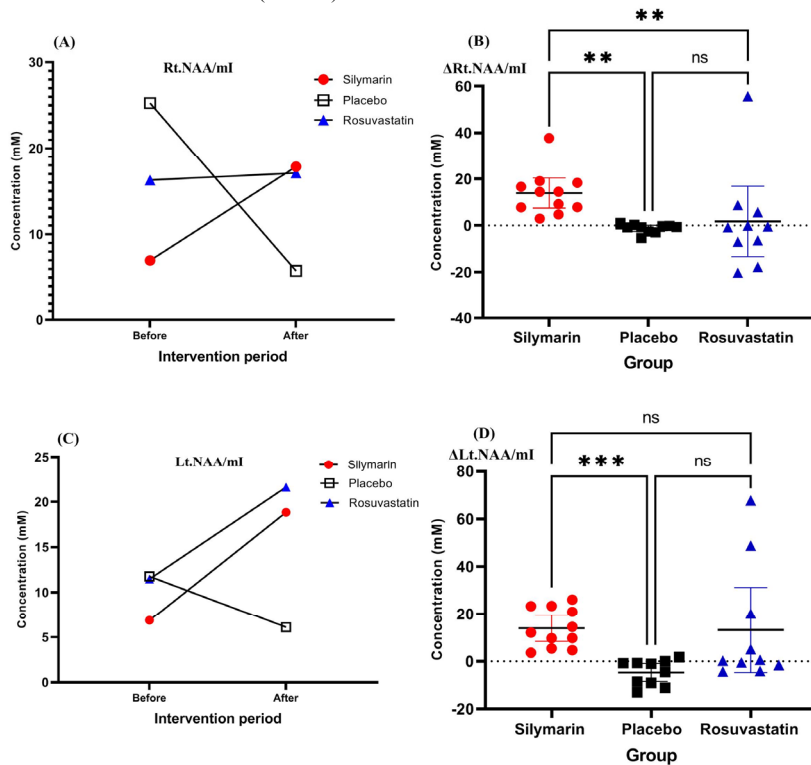 (A)
Rt.NAA/mI
Silymarin
Placebo
Rosuvastatin
Concentration (mM)
30
20
10
0
Before
After
Intervention period
(B)
ΔRt.NAA/mI
**
**
ns
Concentration (mM)
60
40
20
0
-20
-40
Silymarin
Placebo
Rosuvastatin
Group
(C)
Lt.NAA/mI
Silymarin
Placebo
Rosuvastatin
Concentration (mM)
25
20
15
10
5
0
Before
After
Intervention period
(D)
ΔLt.NAA/mI
ns
***
ns
Concentration (mM)
80
60
40
20
0
-20
Silymarin
Placebo
Rosuvastatin
Group